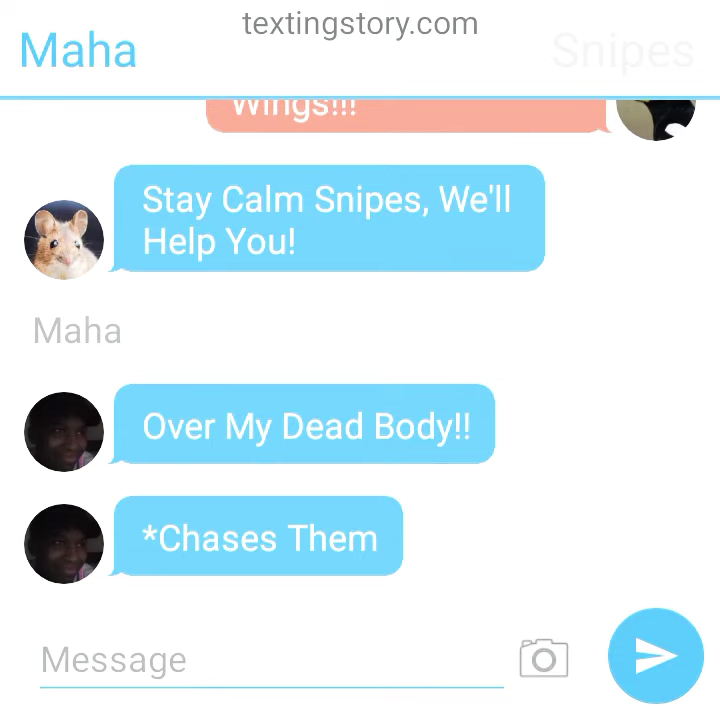 textingstory.com
Maha
Snipes
Wings!!!
Stay Calm Snipes, We'll
Help You!
Maha
Over My Dead Body!!
*Chases Them
Message